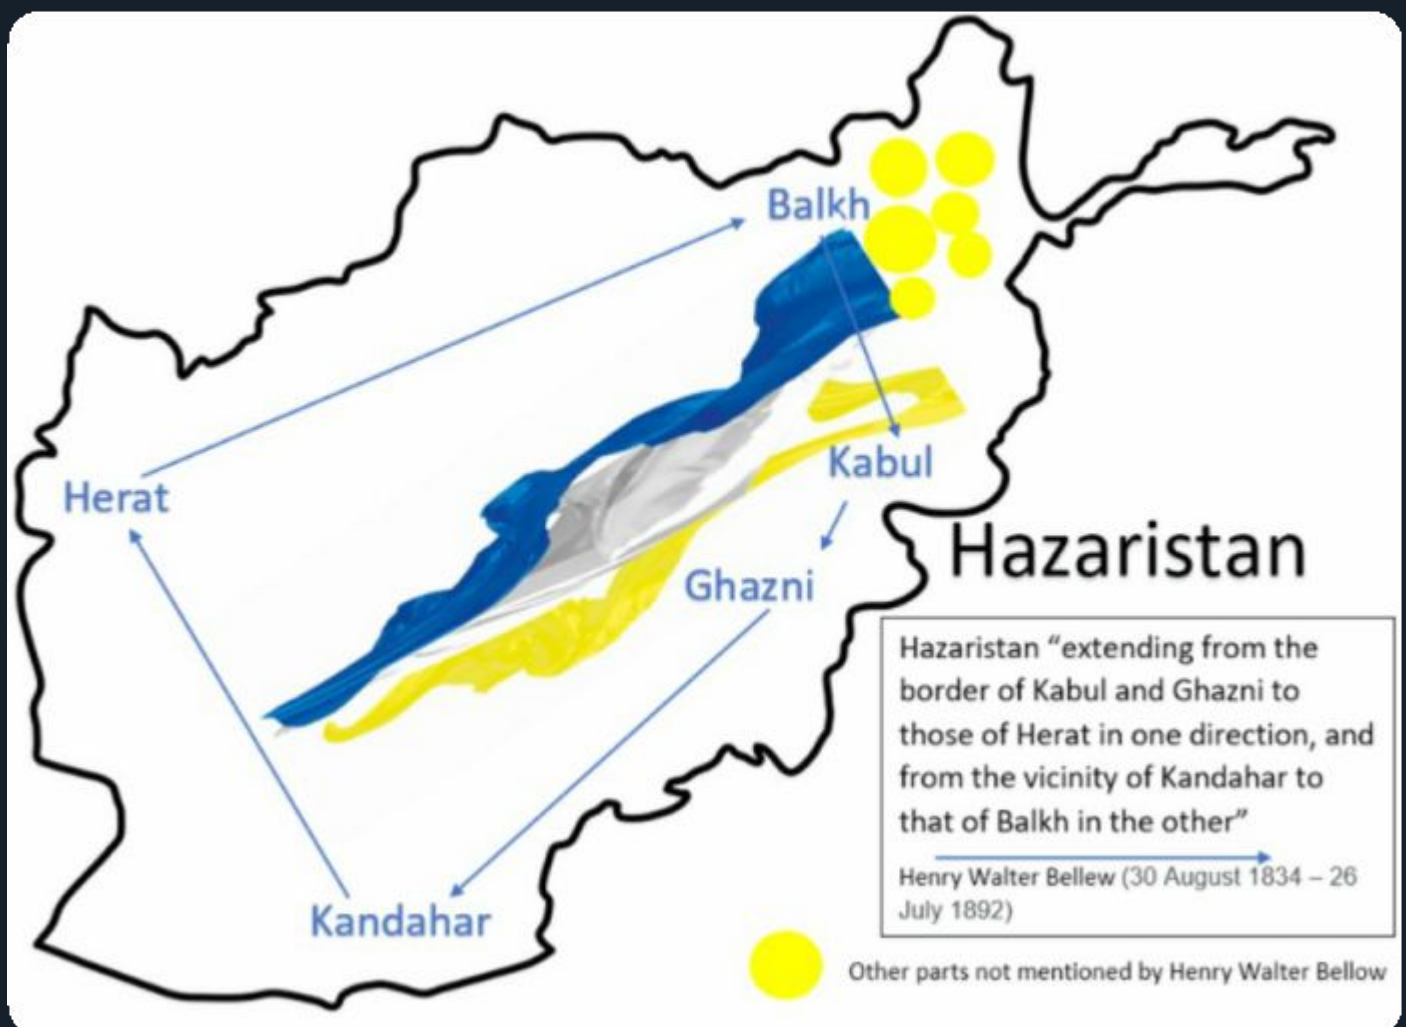 Balkh
Herat
Kabul
Ghazni
Kandahar
Hazaristan
Hazaristan “extending from the
border of Kabul and Ghazni to
those of Herat in one direction, and
from the vicinity of Kandahar to
that of Balkh in the other”
Henry Walter Bellew (30 August 1834 – 26
July 1892)
Other parts not mentioned by Henry Walter Bellow